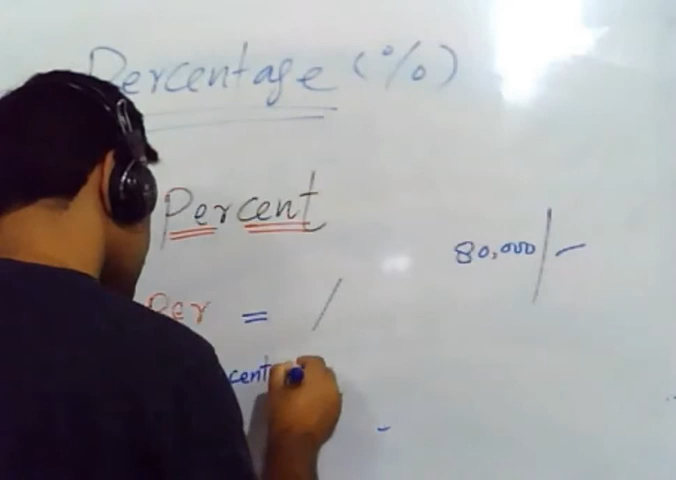 Percentage (%)
Percent
80,000/-
Per = /
cent